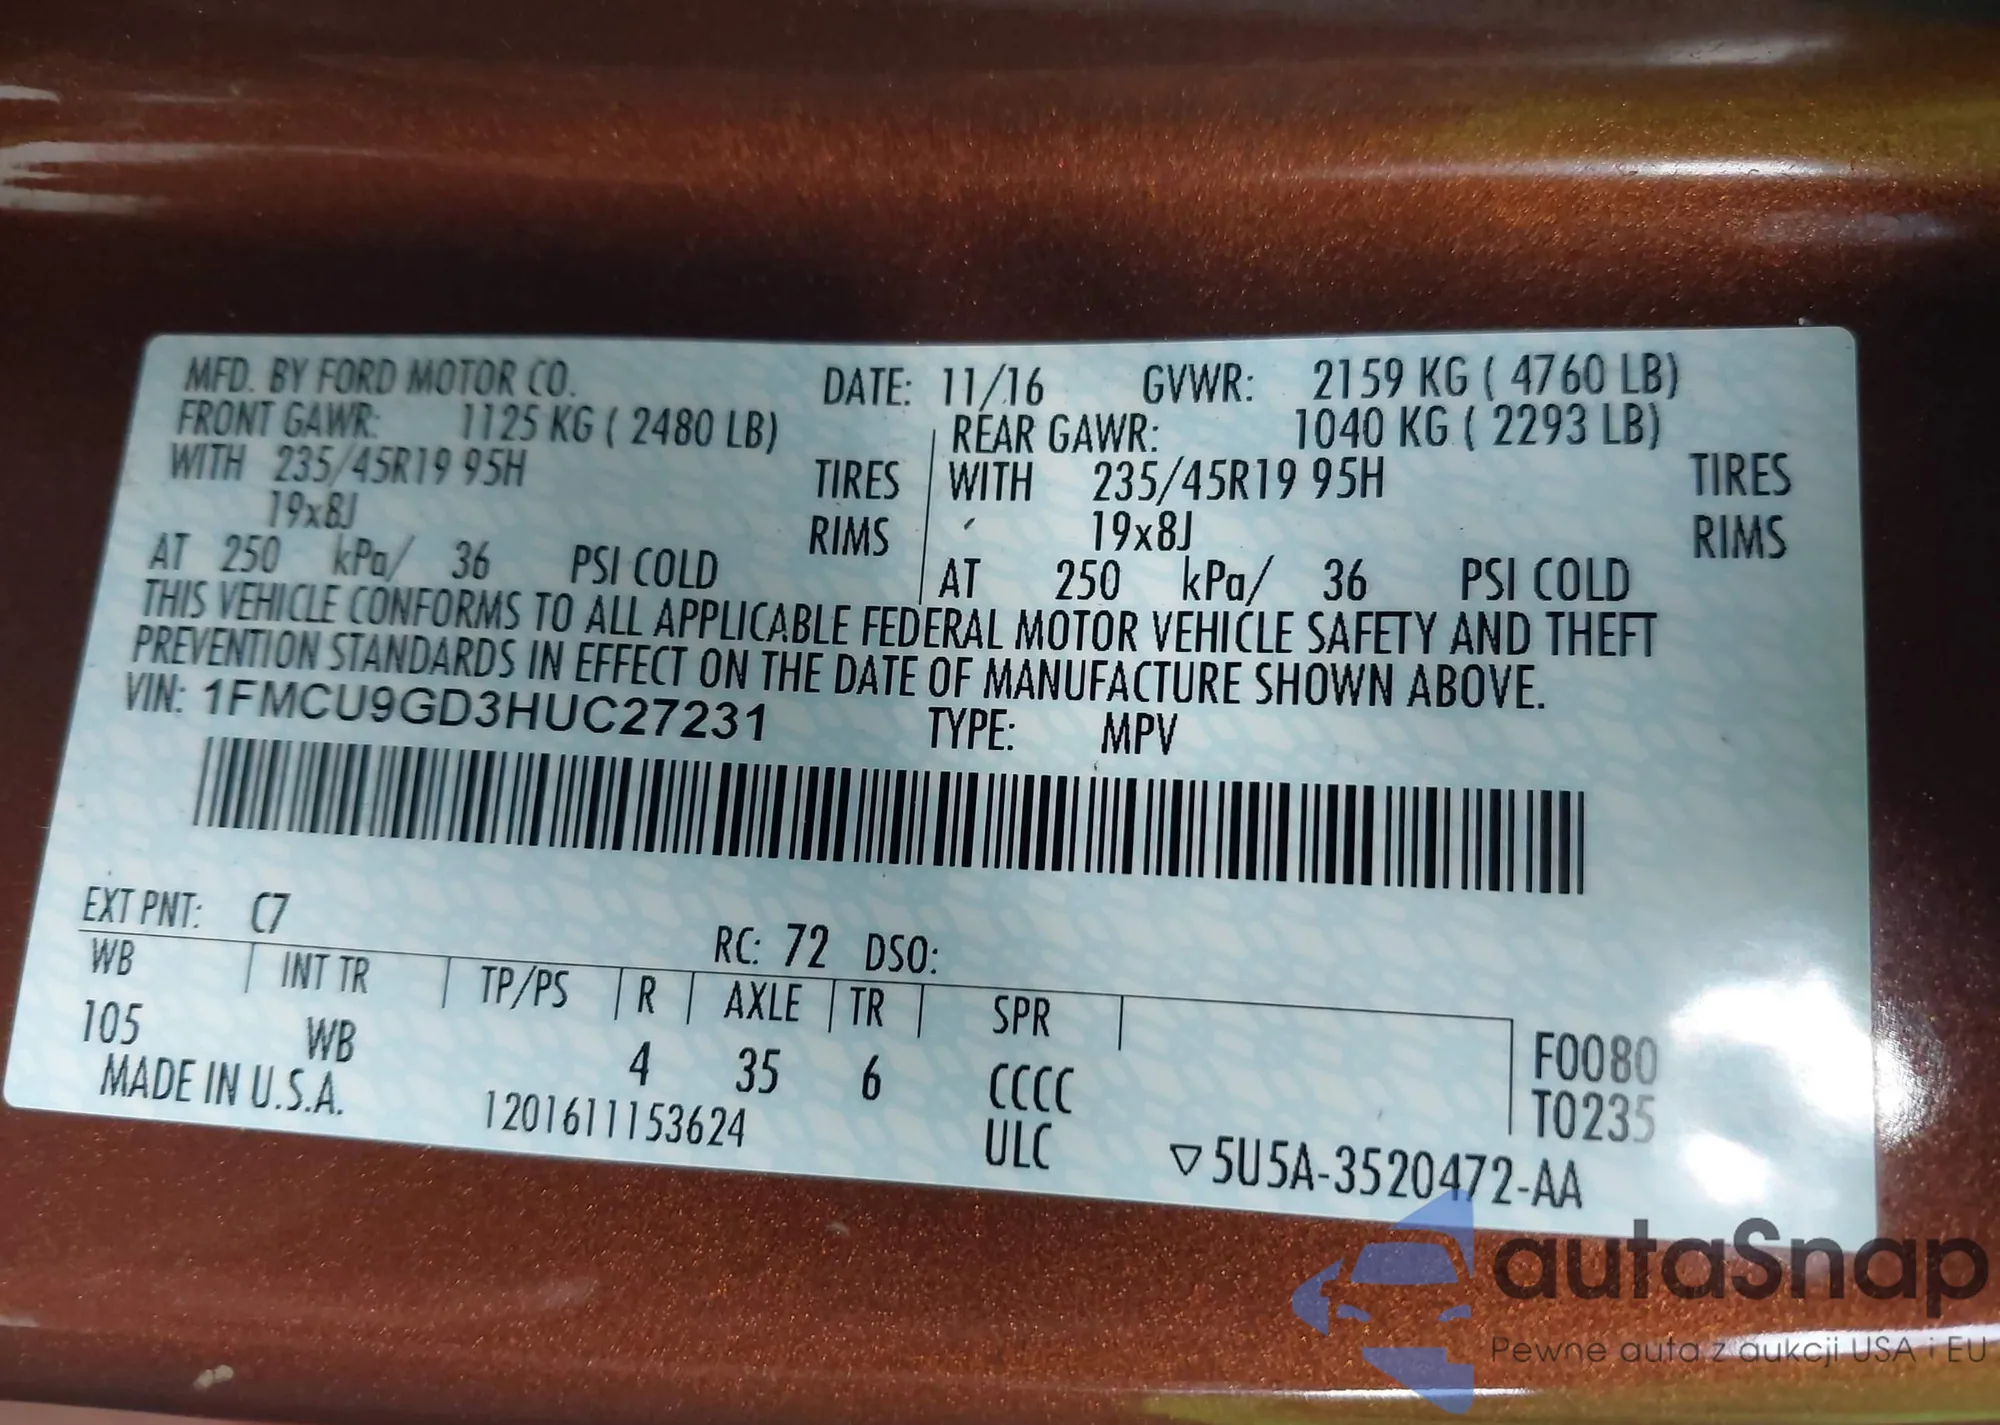 MFD. BY FORD MOTOR CO. DATE: 11/16 GVWR: 2159 KG ( 4760 LB)
FRONT GAWR: 1125 KG ( 2480 LB) REAR GAWR: 1040 KG ( 2293 LB)
WITH 235/45R19 95H TIRES WITH 235/45R19 95H TIRES
19x8J RIMS 19x8J RIMS
AT 250 kPa/ 36 PSI COLD AT 250 kPa/ 36 PSI COLD
THIS VEHICLE CONFORMS TO ALL APPLICABLE FEDERAL MOTOR VEHICLE SAFETY AND THEFT
PREVENTION STANDARDS IN EFFECT ON THE DATE OF MANUFACTURE SHOWN ABOVE.
VIN: 1FMCU9GD3HUC27231 TYPE: MPV
EXT PNT: C7 RC: 72 DSO:
WB INT TR TP/PS R AXLE TR SPR
105 WB 4 35 6 CCCC F0080
MADE IN U.S.A. 1201611153624 ULC T0235
▽5U5A-3520472-AA
autaSnap
Pewne auta z aukcji USA i EU